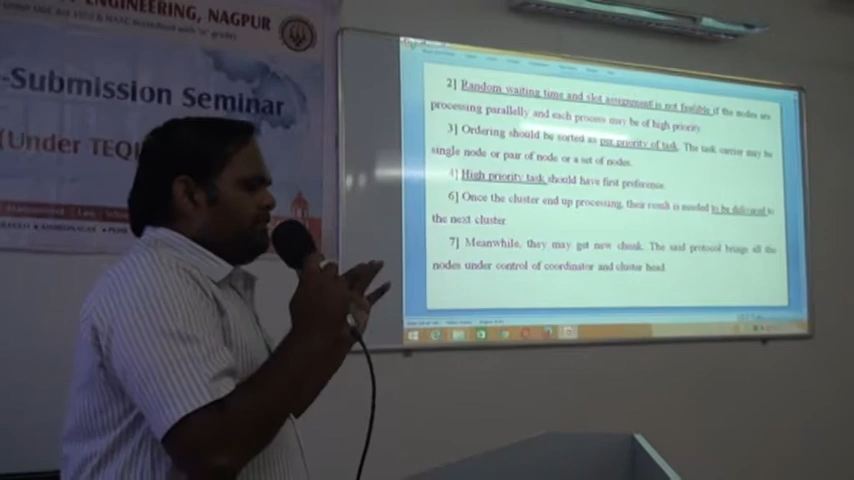 ENGINEERING, NAGPUR
-Submission Seminar
(Under TEQI
2] Random waiting time and slot assignment is not feasible if the nodes are
processing parallelly and each process may be of high priority.
3] Ordering should be sorted as per priority of task. The task carrier may be
single node or pair of node or a set of nodes.
4] High priority task should have first preference.
6] Once the cluster end up processing, their result is needed to be delivered to
the next cluster.
7] Meanwhile, they may get new chunk. The said protocol brings all the
nodes under control of coordinator and cluster head.